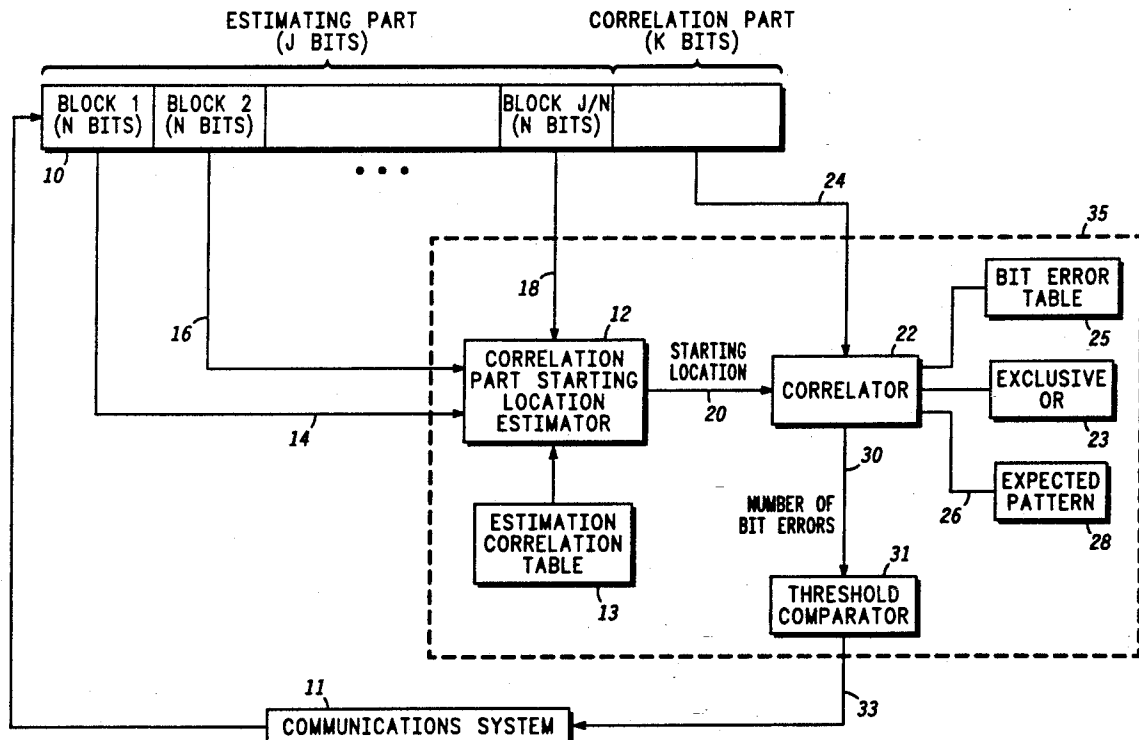 ESTIMATING PART
(J BITS)
CORRELATION PART
(K BITS)
BLOCK 1
(N BITS)
BLOCK 2
(N BITS)
BLOCK J/N
(N BITS)
10
• • •
24
35
18
16
12
22
BIT ERROR
TABLE
25
CORRELATION
PART STARTING
LOCATION
ESTIMATOR
STARTING
LOCATION
20
CORRELATOR
EXCLUSIVE
OR
23
14
30
EXPECTED
PATTERN
26
28
NUMBER OF
BIT ERRORS
ESTIMATION
CORRELATION
TABLE
13
31
THRESHOLD
COMPARATOR
33
11
COMMUNICATIONS SYSTEM